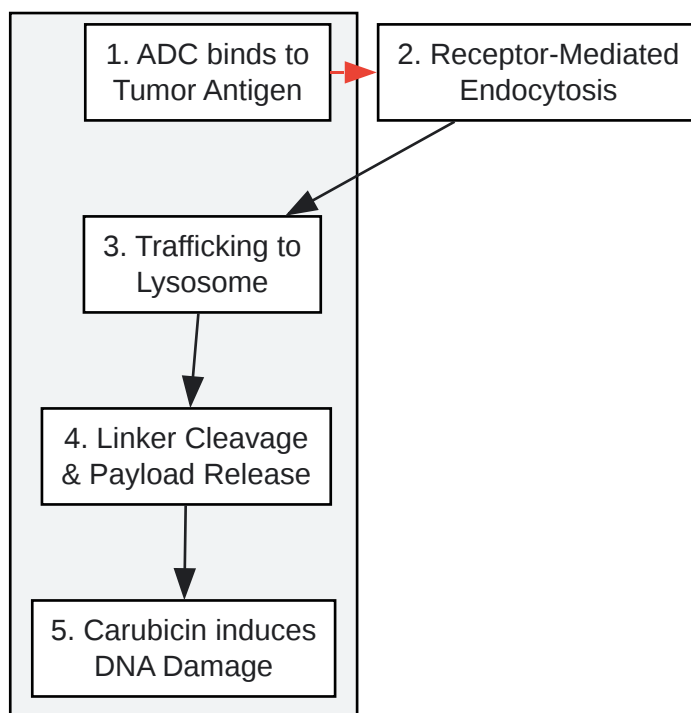 1. ADC binds to
Tumor Antigen
2. Receptor-Mediated
Endocytosis
3. Trafficking to
Lysosome
4. Linker Cleavage
& Payload Release
5. Carubicin induces
DNA Damage